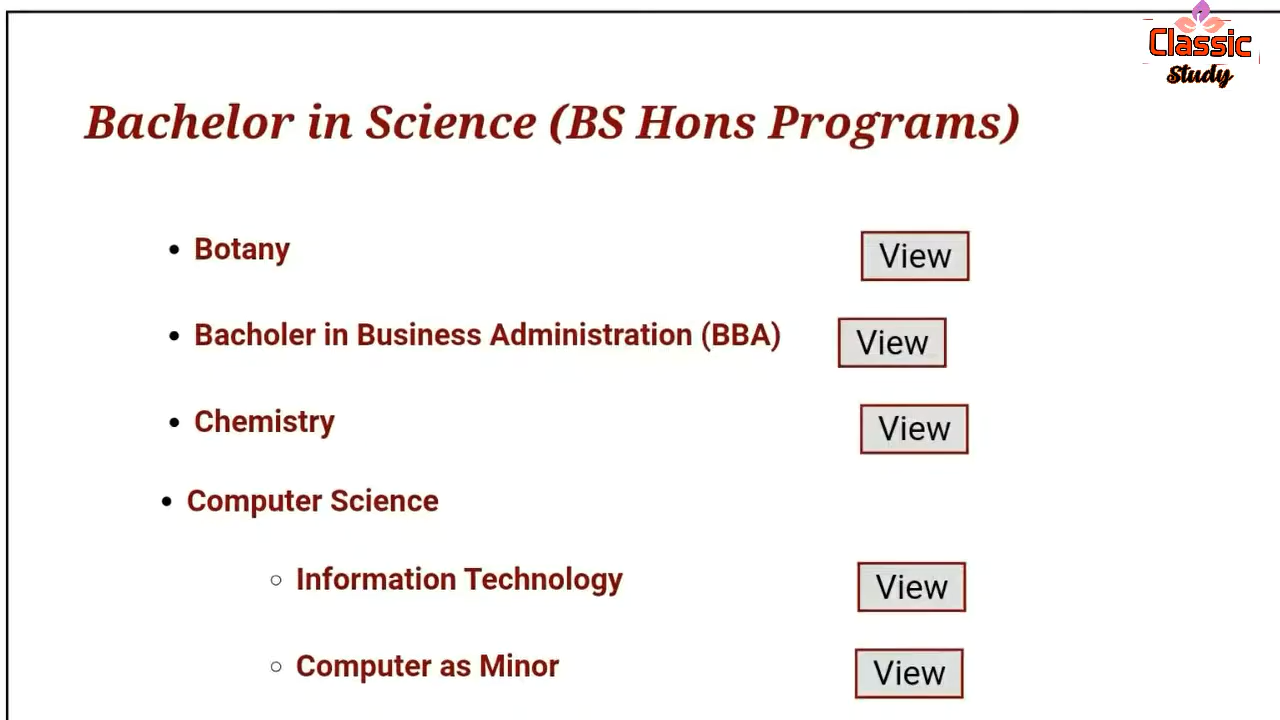 Classic
Study
Bachelor in Science (BS Hons Programs)
Botany View
Bacholer in Business Administration (BBA) View
Chemistry View
Computer Science
Information Technology View
Computer as Minor View